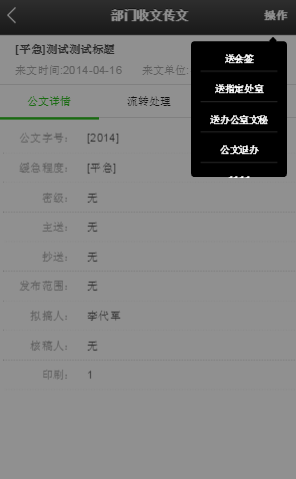 部门收文传文 操作
[平急]测试测试标题
来文时间:2014-04-16 来文单位:
送会签
送指定处室
送办公室文秘
公文退办
公文详情 流转处理
公文字号: [2014]
缓急程度: [平急]
密级: 无
主送: 无
抄送: 无
发布范围: 无
拟搞人: 李代军
核稿人: 无
印刷: 1